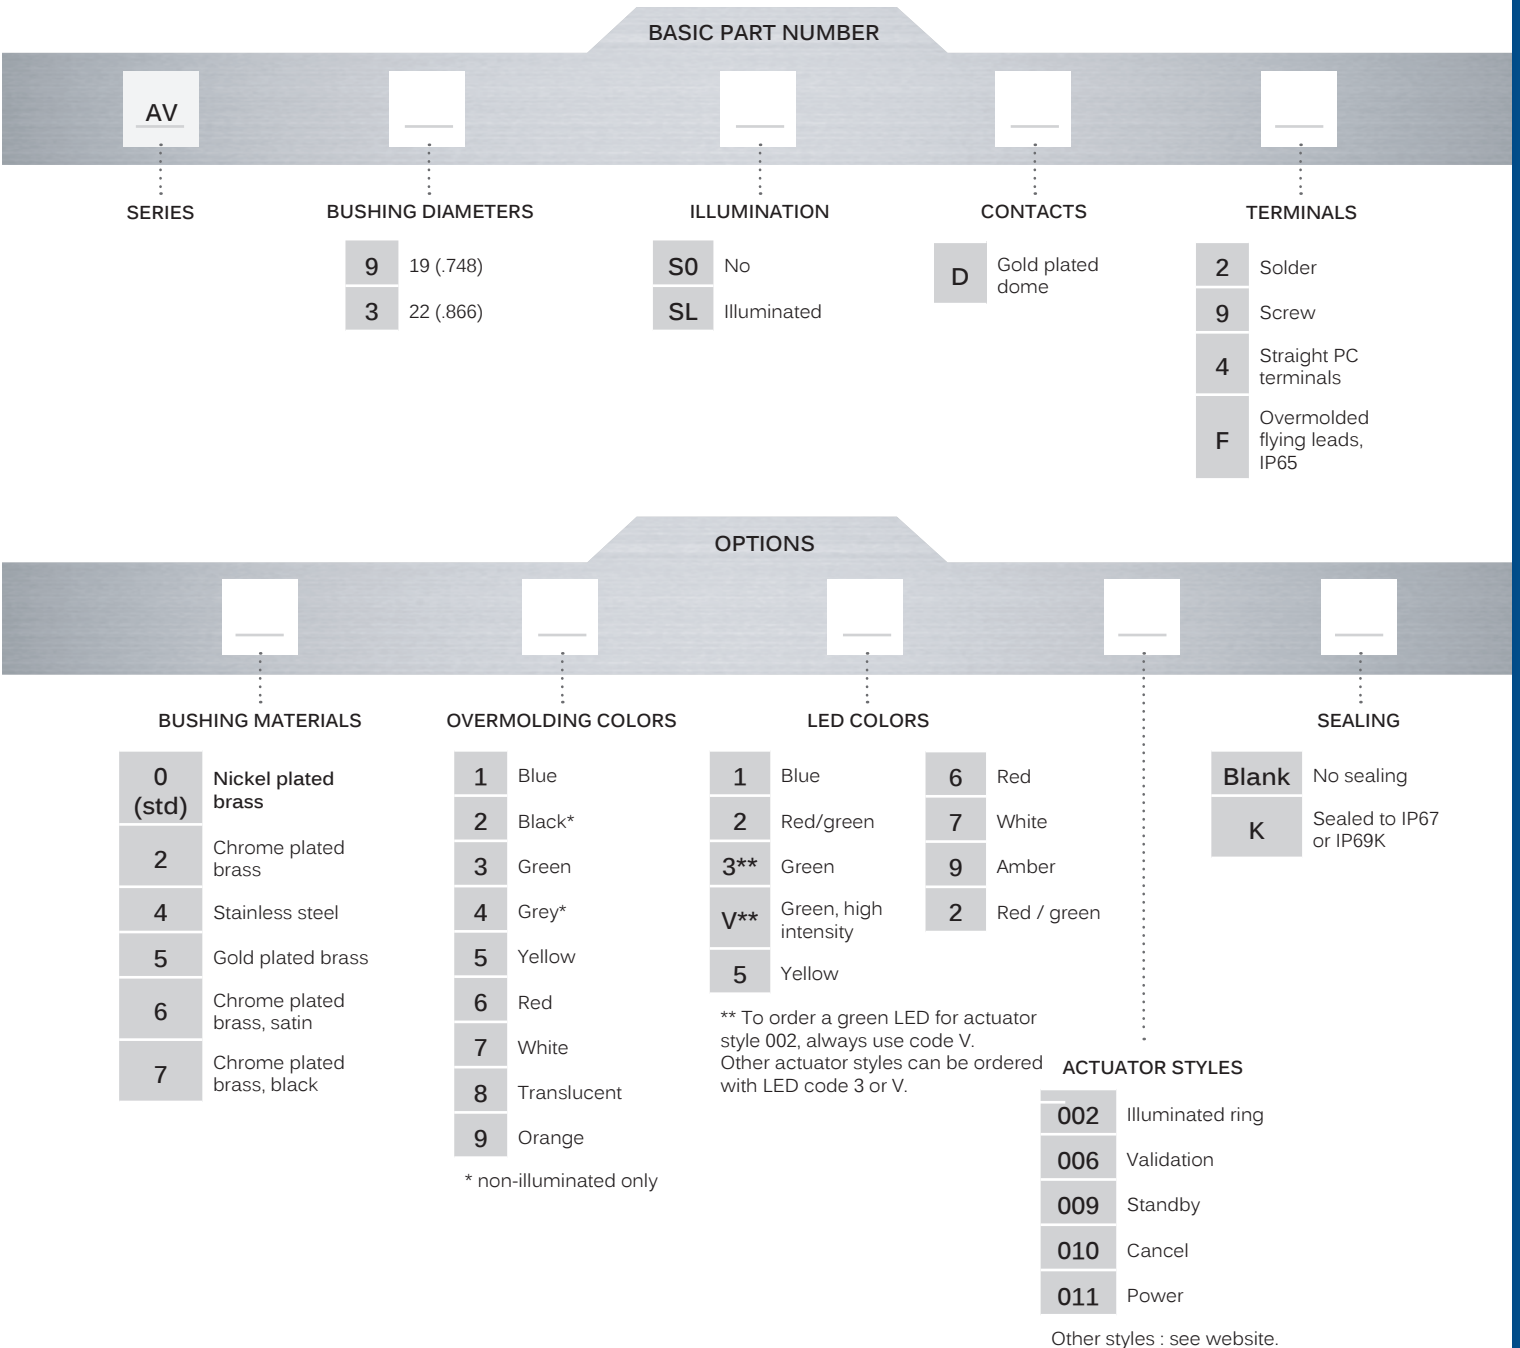 BASIC PART NUMBER
AV
SERIES
BUSHING DIAMETERS
9 19 (.748)
3 22 (.866)
ILLUMINATION
S0 No
SL Illuminated
CONTACTS
D Gold plated
dome
TERMINALS
2 Solder
9 Screw
4 Straight PC
terminals
F Overmolded
flying leads,
IP65
OPTIONS
BUSHING MATERIALS
0
(std) Nickel plated
brass
2 Chrome plated
brass
4 Stainless steel
5 Gold plated brass
6 Chrome plated
brass, satin
7 Chrome plated
brass, black
OVERMOLDING COLORS
1 Blue
2 Black*
3 Green
4 Grey*
5 Yellow
6 Red
7 White
8 Translucent
9 Orange
* non-illuminated only
LED COLORS
1 Blue
2 Red/green
3** Green
V** Green, high
intensity
5 Yellow
6 Red
7 White
9 Amber
2 Red / green
** To order a green LED for actuator
style 002, always use code V.
Other actuator styles can be ordered
with LED code 3 or V.
ACTUATOR STYLES
002 Illuminated ring
006 Validation
009 Standby
010 Cancel
011 Power
Other styles : see website.
SEALING
Blank No sealing
K Sealed to IP67
or IP69K